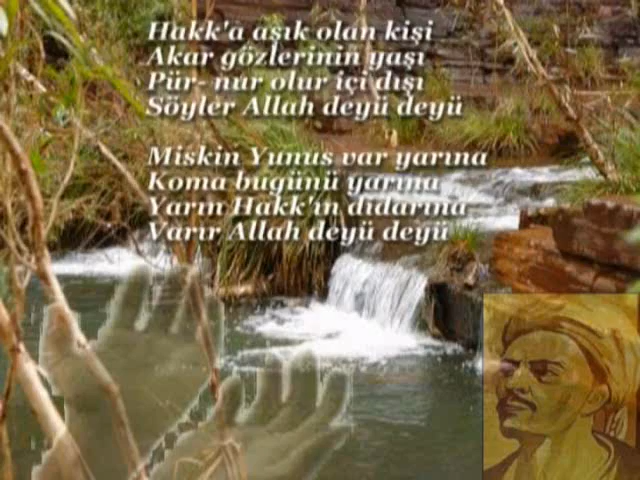 Hakk'a aşık olan kişi
Akar gözlerinin yaşı
Pür- nur olur içi dışı
Söyler Allah deyü deyü
Miskin Yunus var yarına
Koma bugünü yarına
Yarın Hakk'ın didarına
Varır Allah deyü deyü